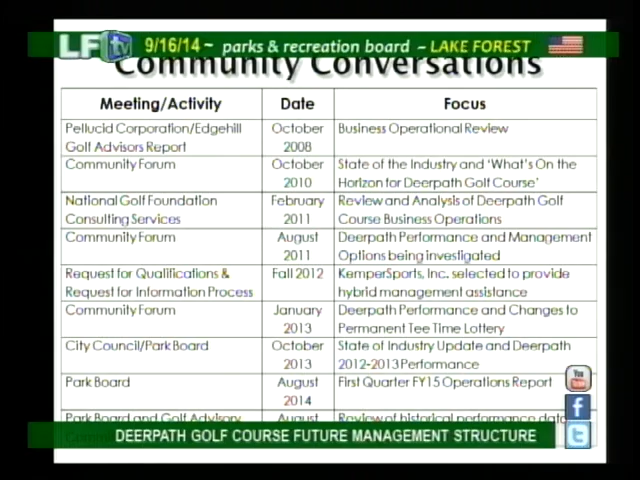 LFtv 9/16/14 ~ parks & recreation board ~ LAKE FOREST
Community Conversations
Meeting/Activity Date Focus
Pellucid Corporation/Edgehill October Business Operational Review
Golf Advisors Report 2008
Community Forum October State of the Industry and ‘What’s On the
2010 Horizon for Deerpath Golf Course’
National Golf Foundation February Review and Analysis of Deerpath Golf
Consulting Services 2011 Course Business Operations
Community Forum August Deerpath Performance and Management
2011 Options being investigated
Request for Qualifications & Fall 2012 KemperSports, Inc. selected to provide
Request for Information Process hybrid management assistance
Community Forum January Deerpath Performance and Changes to
2013 Permanent Tee Time Lottery
City Council/Park Board October State of Industry Update and Deerpath
2013 2012-2013 Performance
Park Board August First Quarter FY15 Operations Report
2014
Park Board and Golf Advisory August Review of historical performance data
DEERPATH GOLF COURSE FUTURE MANAGEMENT STRUCTURE
You Tube
f
t